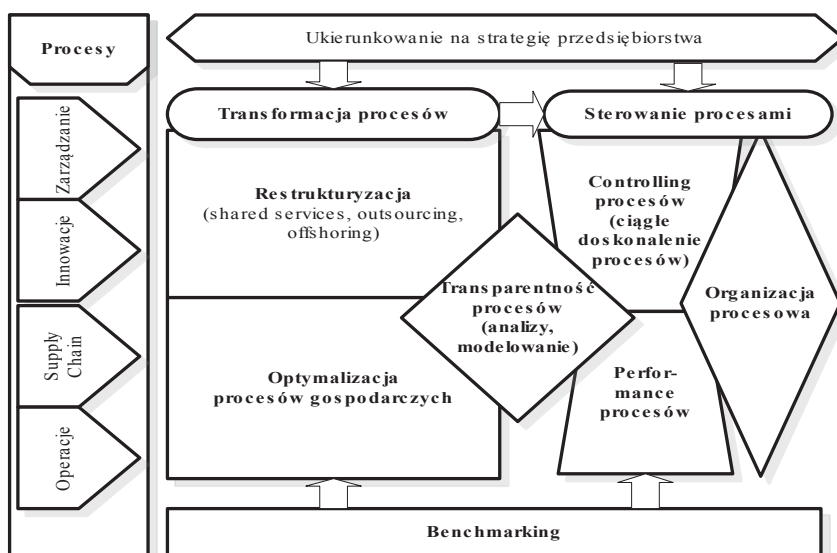 Procesy
Zarządzanie
Innowacje
Supply
Chain
Operacje
Ukierunkowanie na strategię przedsiębiorstwa
Transformacja procesów
Sterowanie procesami
Restrukturyzacja
(shared services, outsourcing,
offshoring)
Optymalizacja
procesów gospodarczych
Transparentność
procesów
(analizy,
modelowanie)
Controlling
procesów
(ciągłe
doskonalenie
procesów)
Perfor-
mance
procesów
Organizacja
procesowa
Benchmarking